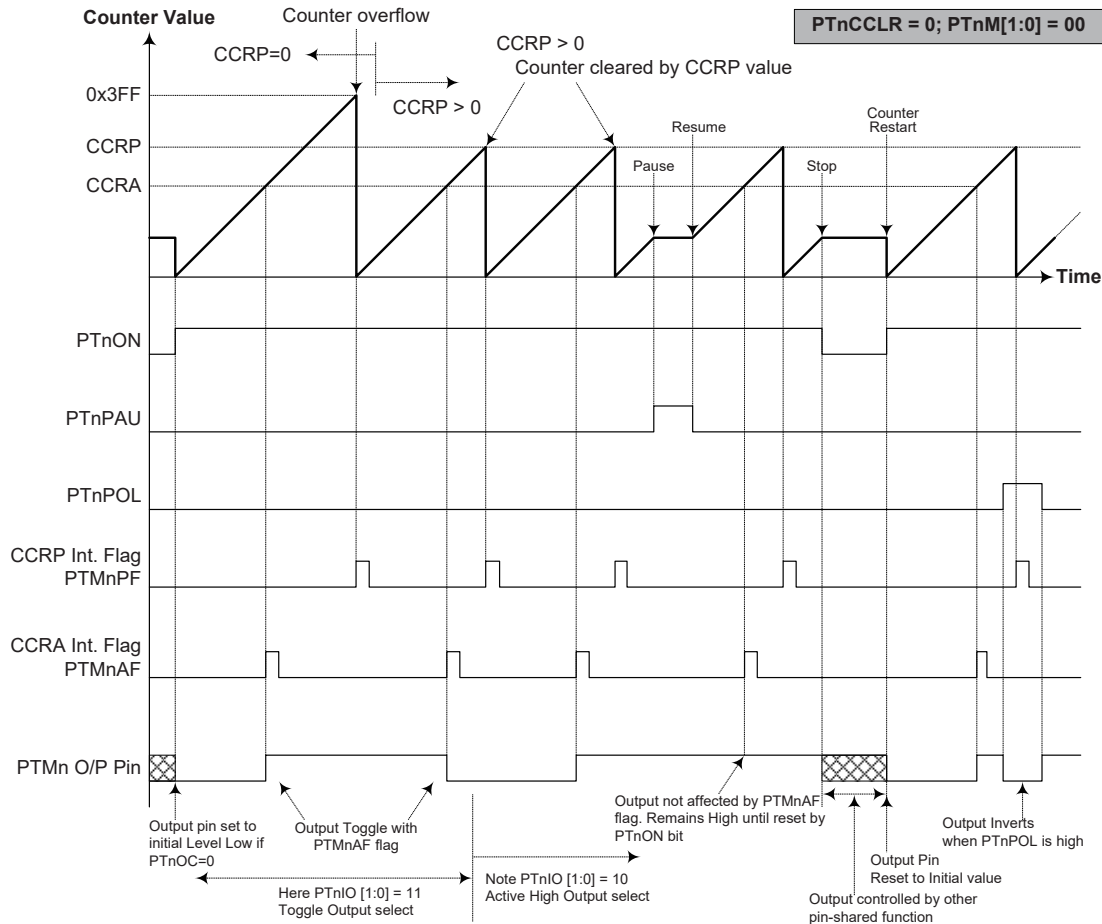 Counter Value
Counter overflow
PTnCCLR = 0; PTnM[1:0] = 00
CCRP=0
CCRP > 0
CCRP > 0
Counter cleared by CCRP value
0x3FF
CCRP
CCRA
Pause
Resume
Stop
Counter
Restart
Time
PTnON
PTnPAU
PTnPOL
CCRP Int. Flag
PTMnPF
CCRA Int. Flag
PTMnAF
PTMn O/P Pin
Output pin set to
initial Level Low if
PTnOC=0
Output Toggle with
PTMnAF flag
Output not affected by PTMnAF
flag. Remains High until reset by
PTnON bit
Output Inverts
when PTnPOL is high
Output Pin
Reset to Initial value
Here PTnIO [1:0] = 11
Toggle Output select
Note PTnIO [1:0] = 10
Active High Output select
Output controlled by other
pin-shared function